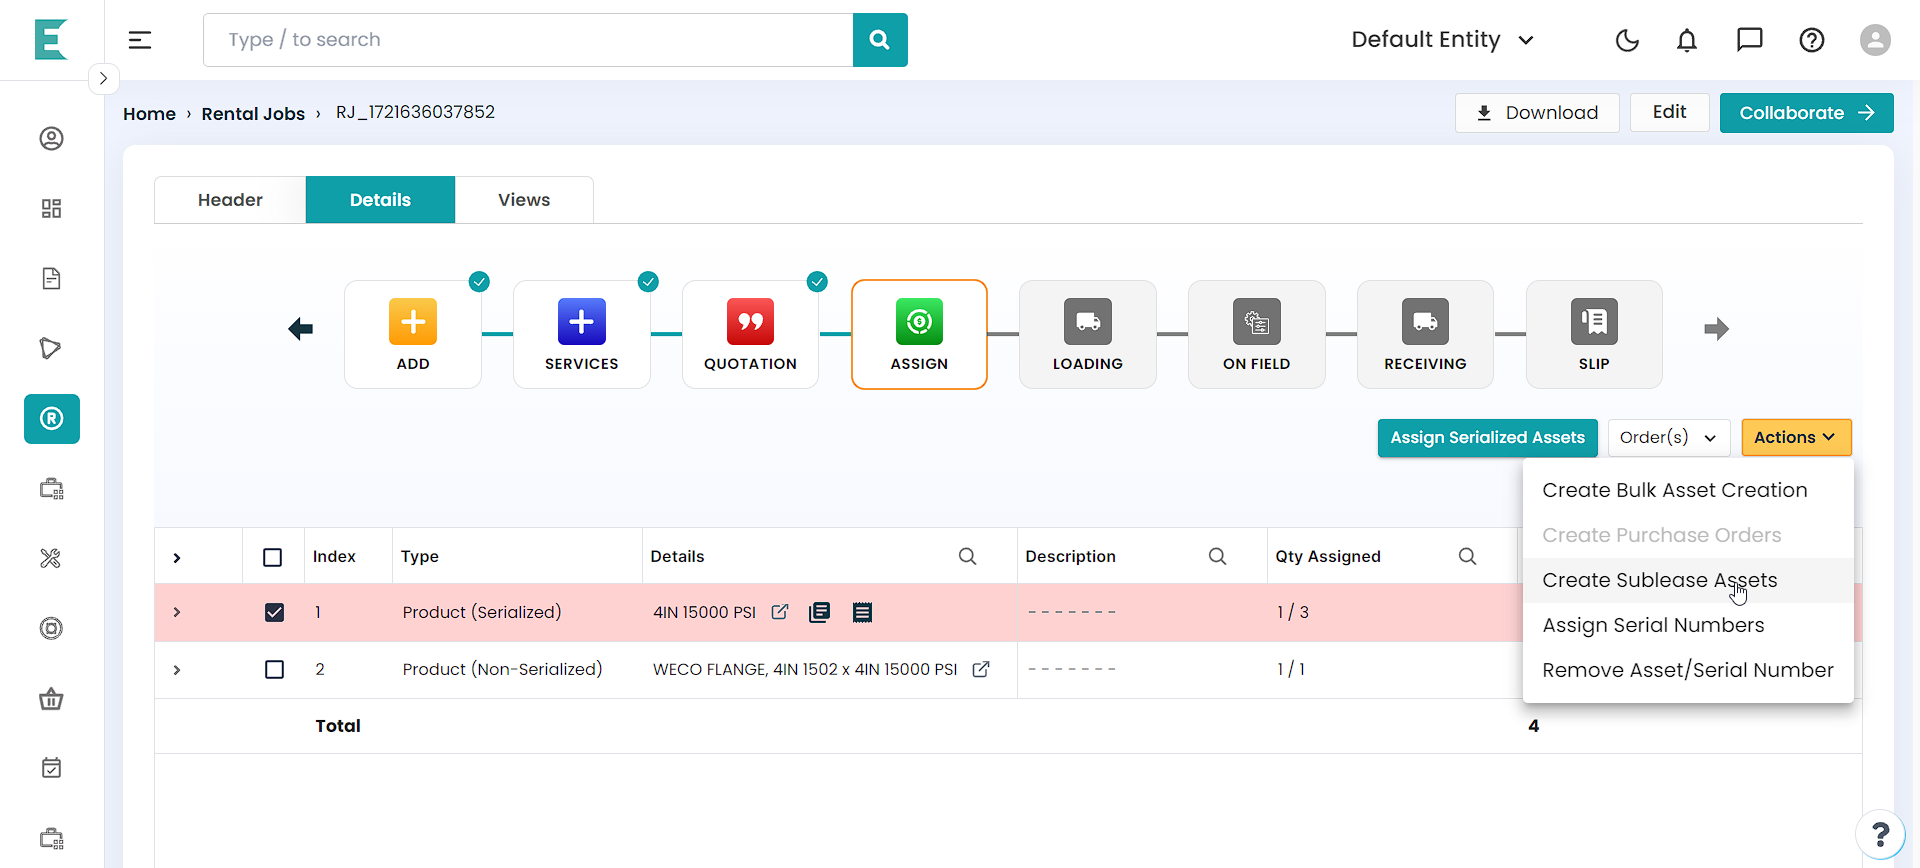 E
Type / to search
Default Entity
Home › Rental Jobs › RJ_1721636037852
Download
Edit
Collaborate
Header
Details
Views
ADD
SERVICES
QUOTATION
ASSIGN
LOADING
ON FIELD
RECEIVING
SLIP
Assign Serialized Assets
Order(s)
Actions
Create Bulk Asset Creation
Create Purchase Orders
Create Sublease Assets
Assign Serial Numbers
Remove Asset/Serial Number
Index Type Details Description Qty Assigned
1 Product (Serialized) 4IN 15000 PSI - - - - - - - 1 / 3
2 Product (Non-Serialized) WECO FLANGE, 4IN 1502 x 4IN 15000 PSI - - - - - - - 1 / 1
Total 4
R
?